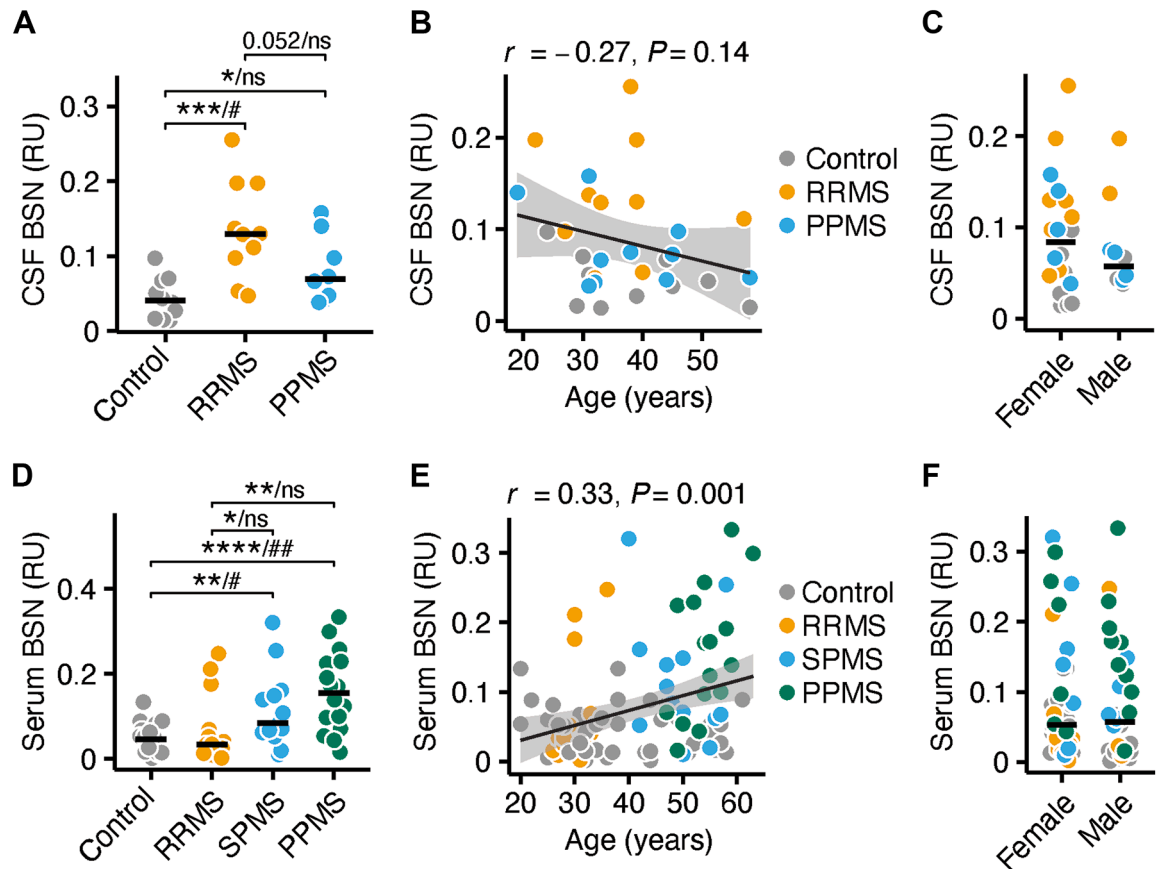 A
0.052/ns
*/ns
***/#
CSF BSN (RU)
0.3
0.2
0.1
0
Control
RRMS
PPMS
B
r = −0.27, P = 0.14
CSF BSN (RU)
0.2
0.1
0
20 30 40 50
Age (years)
Control
RRMS
PPMS
C
CSF BSN (RU)
0.2
0.1
0
Female
Male
D
**/ns
*/ns
****/##
**/#
Serum BSN (RU)
0.4
0.2
0
Control
RRMS
SPMS
PPMS
E
r = 0.33, P = 0.001
Serum BSN (RU)
0.3
0.2
0.1
0
20 30 40 50 60
Age (years)
Control
RRMS
SPMS
PPMS
F
Serum BSN (RU)
0.3
0.2
0.1
0
Female
Male